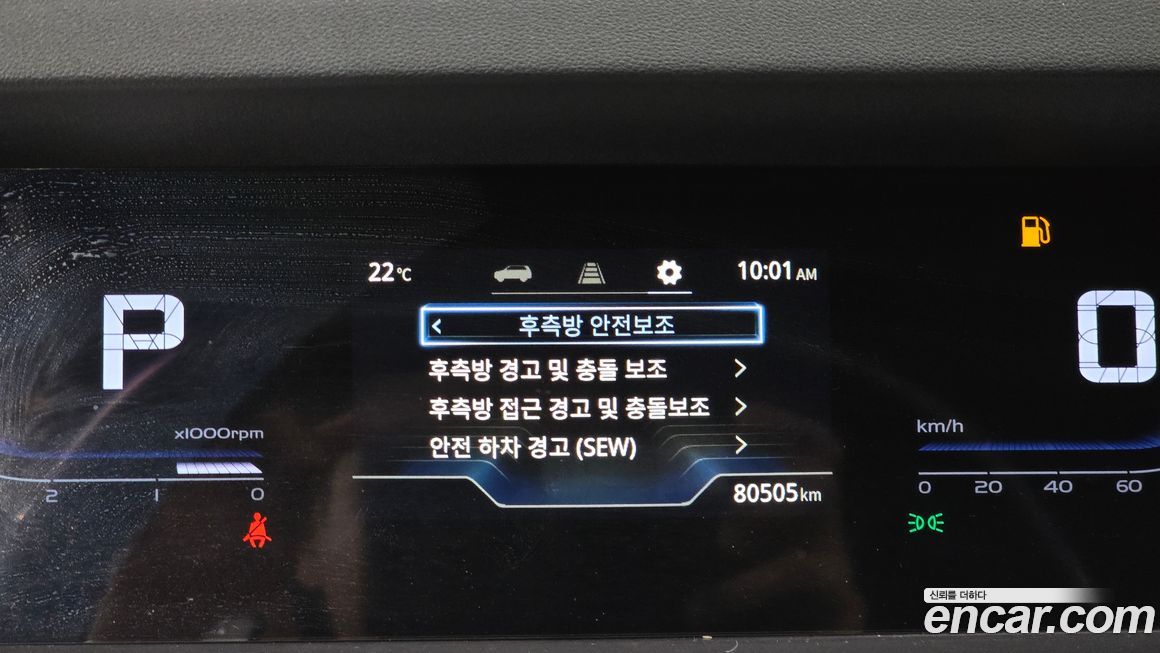 22℃
10:01 AM
후측방 안전보조
후측방 경고 및 충돌 보조
후측방 접근 경고 및 충돌보조
안전 하차 경고 (SEW)
80505 km
P
x1000rpm
2 1 0
0
km/h
0 20 40 60
신뢰를 더하다
encar.com